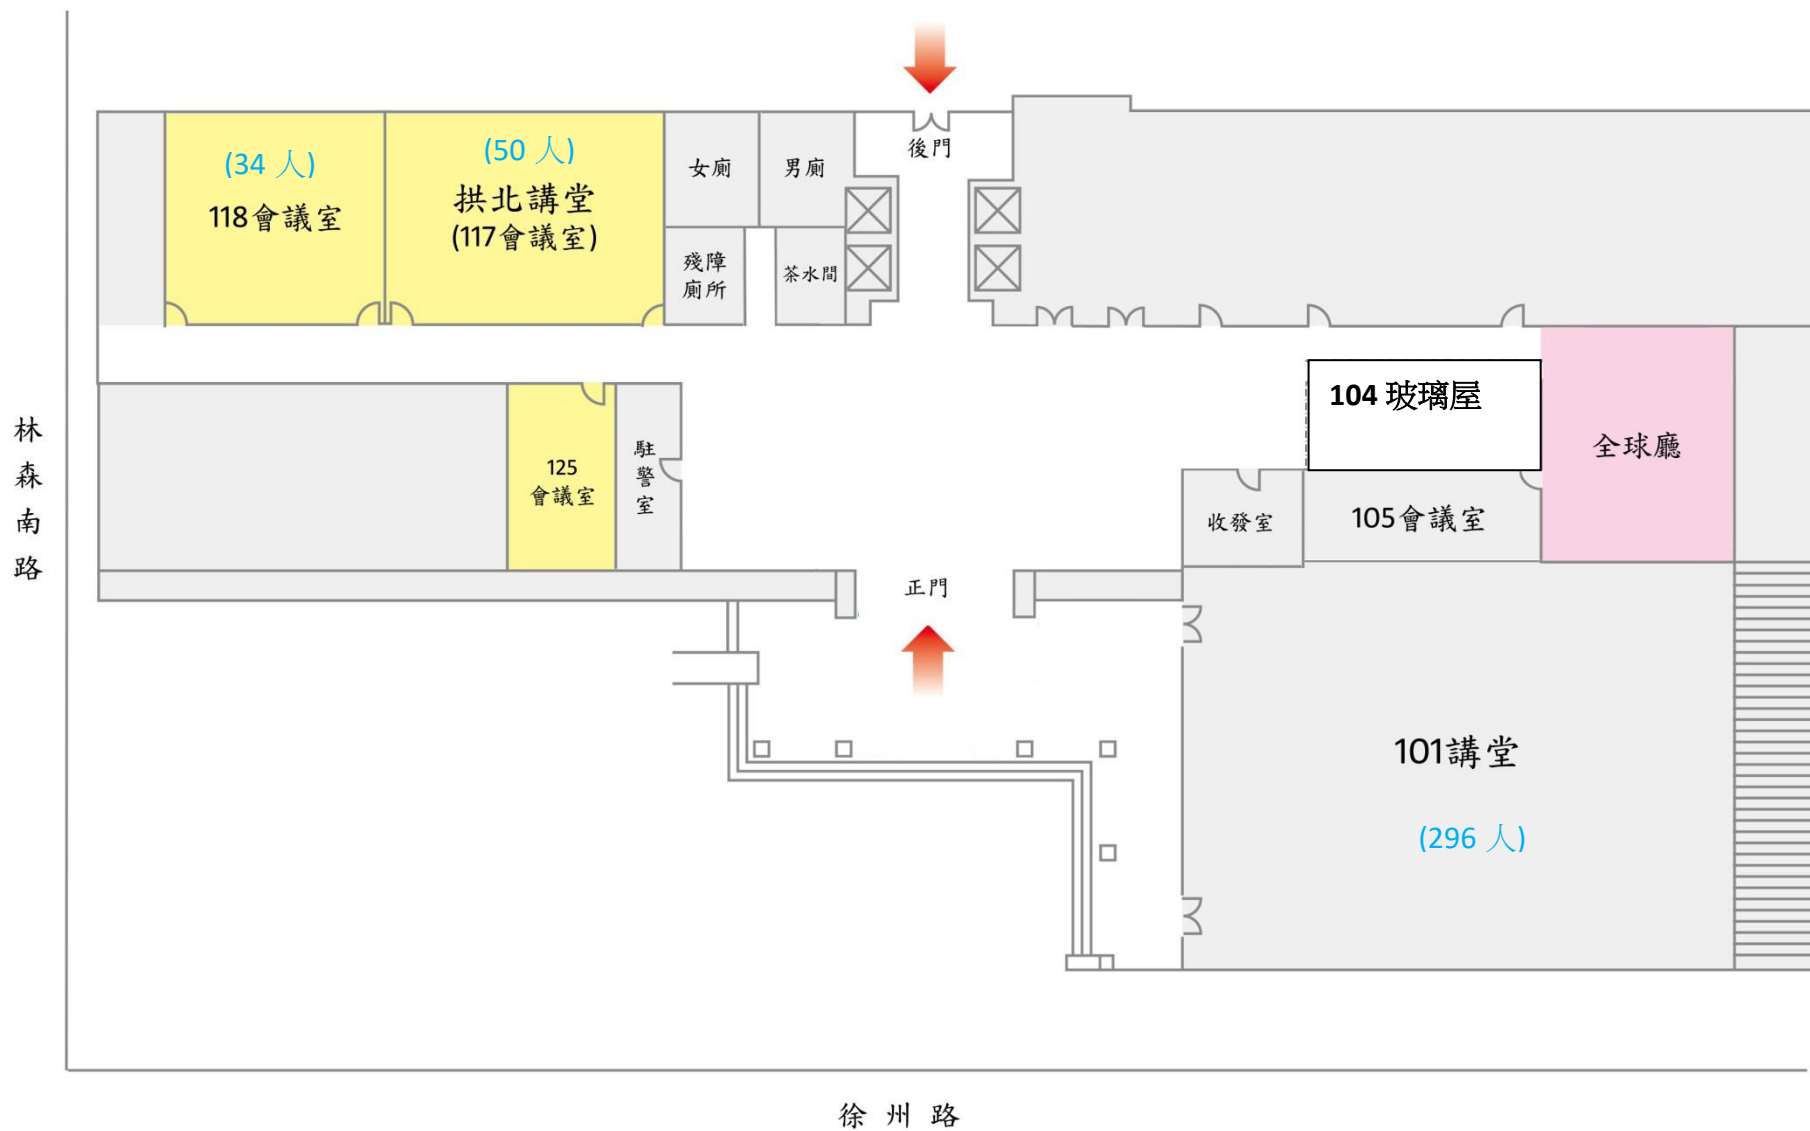 後門
(34 人)
118會議室
(50 人)
拱北講堂
(117會議室)
女廁
男廁
殘障
廁所
茶水間
林森南路
125
會議室
駐警室
104 玻璃屋
全球廳
收發室
105會議室
正門
101講堂
(296 人)
徐州路